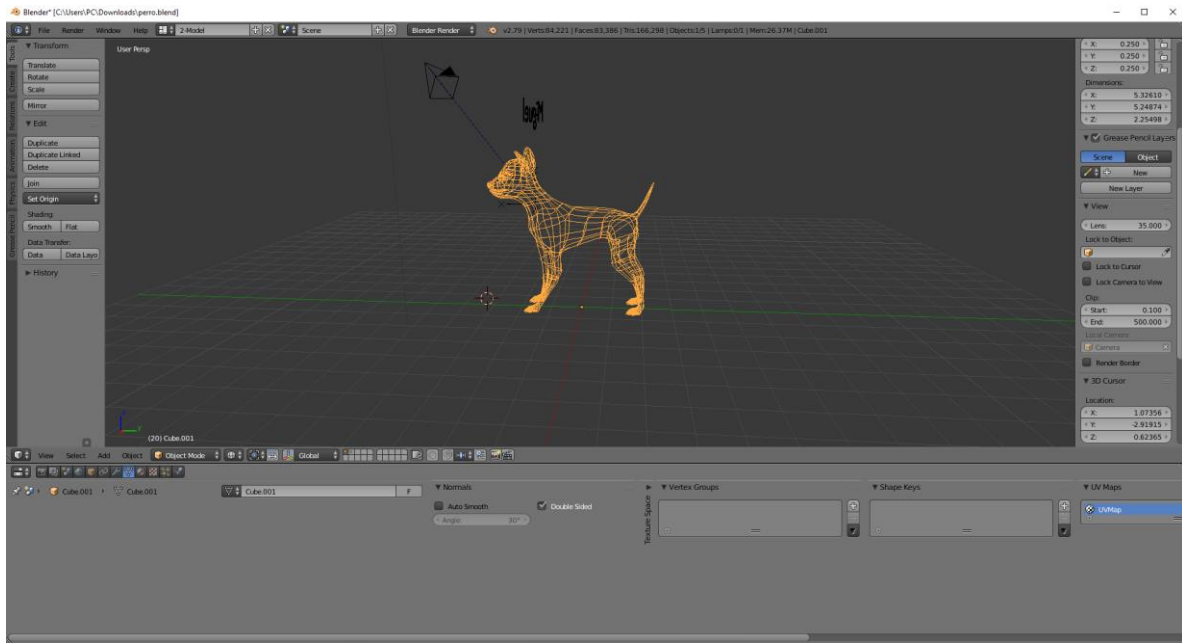 Blender* [C:\Users\PC\Downloads\perro.blend]
File Render Window Help 2-Model Scene Blender Render v2.79 | Verts:84,221 | Faces:83,386 | Tris:166,298 | Objects:1/5 | Lamps:0/1 | Mem:26.37M | Cube.001
Tools
Create
Relations
Animation
Physics
Grease Pencil
Transform
Translate
Rotate
Scale
Mirror
Edit
Duplicate
Duplicate Linked
Delete
Join
Set Origin
Shading:
Smooth Flat
Data Transfer:
Data Data Layo
History
User Persp
Miguel
(20) Cube.001
X: 0.250
Y: 0.250
Z: 0.250
Dimensions:
X: 5.32610
Y: 5.24874
Z: 2.25498
Grease Pencil Layers
Scene Object
New
New Layer
View
Lens: 35.000
Lock to Object:
Lock to Cursor
Lock Camera to View
Clip:
Start: 0.100
End: 500.000
Local Camera:
Camera
Render Border
3D Cursor
Location:
X: 1.07356
Y: -2.91915
Z: 0.62365
View Select Add Object Object Mode Global
Cube.001 Cube.001
Cube.001 F
Normals
Auto Smooth Double Sided
Angle: 30°
Texture Space
Vertex Groups
Shape Keys
UV Maps
UVMap